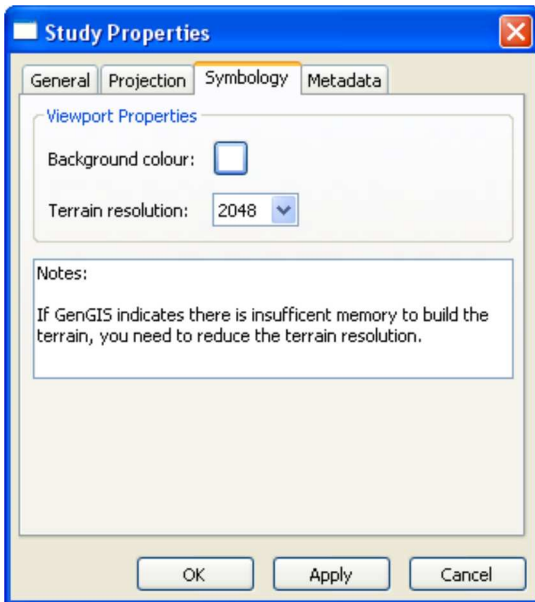 Study Properties
General Projection Symbology Metadata
Viewport Properties
Background colour:
Terrain resolution: 2048
Notes:
If GenGIS indicates there is insufficent memory to build the
terrain, you need to reduce the terrain resolution.
OK Apply Cancel